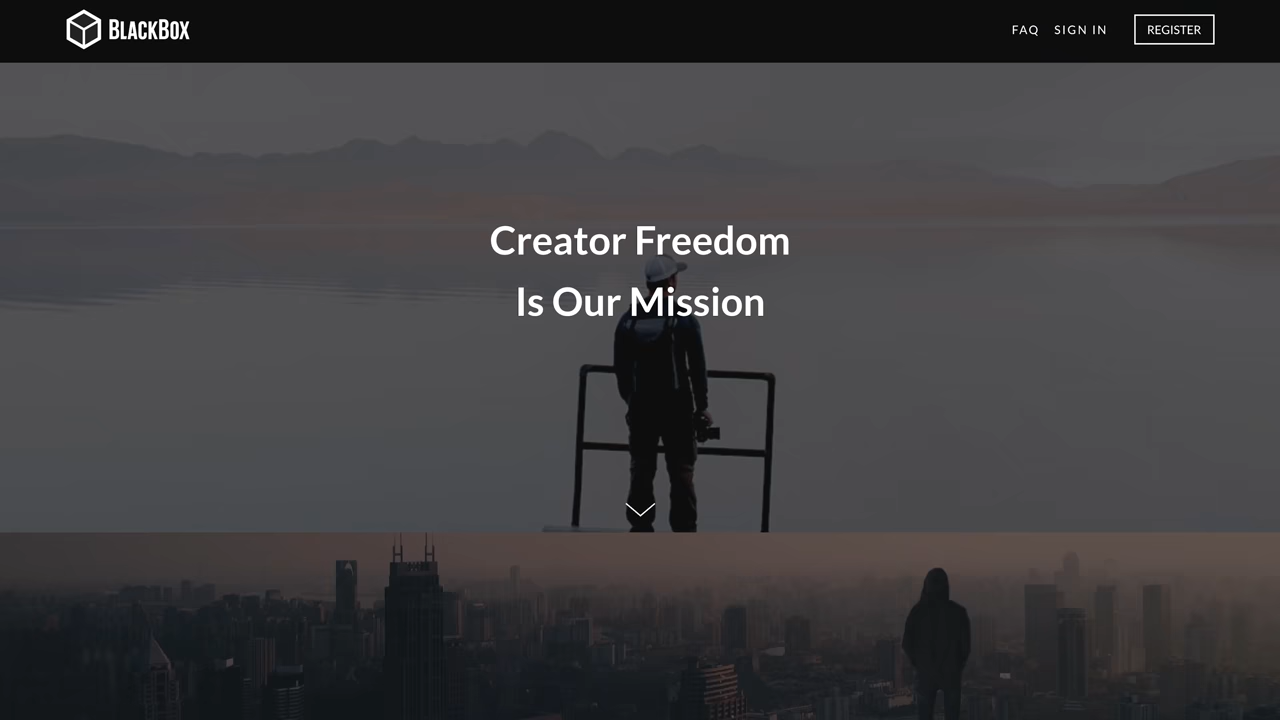 BLACKBOX
FAQ
SIGN IN
REGISTER
Creator Freedom
Is Our Mission